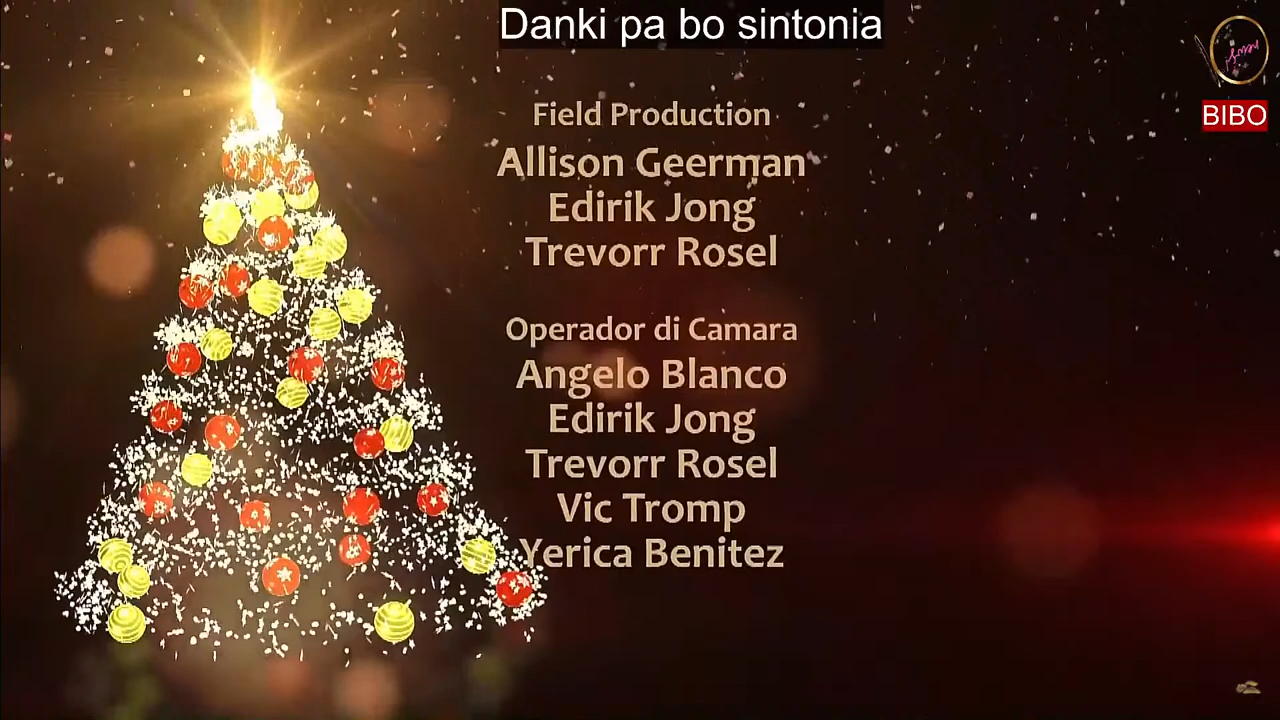 Danki pa bo sintonia
BIBO
Field Production
Allison Geerman
Edirik Jong
Trevorr Rosel
Operador di Camara
Angelo Blanco
Edirik Jong
Trevorr Rosel
Vic Tromp
Yerica Benitez